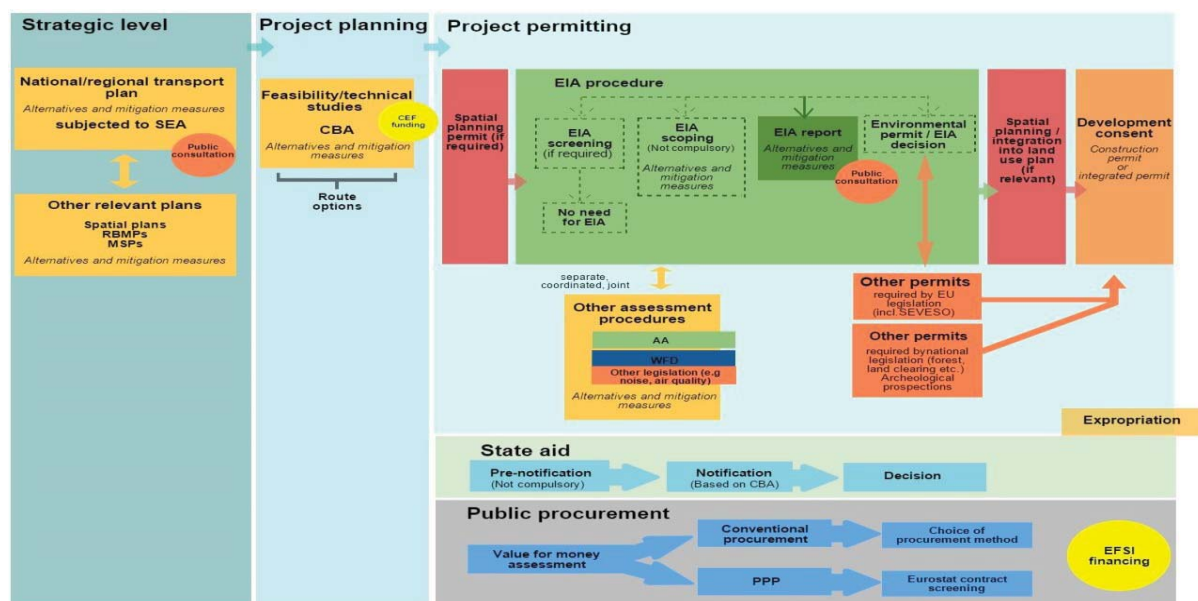 Strategic level
National/regional transport
plan
Alternatives and mitigation measures
subjected to SEA
Public
consultation
Other relevant plans
Spatial plans
RBMPs
MSPs
Alternatives and mitigation measures
Project planning
Feasibility/technical
studies
CBA
CEF
funding
Alternatives and mitigation
measures
Route
options
Project permitting
Spatial
planning
permit (if
required)
EIA procedure
EIA
screening
(if required)
No need
for EIA
EIA
scoping
(Not compulsory)
Alternatives and
mitigation
measures
EIA report
Alternatives and
mitigation
measures
Public
consultation
Environmental
permit / EIA
decision
Spatial
planning /
integration
into land
use plan
(if
relevant)
Development
consent
Construction
permit
or
integrated permit
separate,
coordinated, joint
Other assessment
procedures
AA
WFD
Other legislation (e.g
noise, air quality)
Alternatives and mitigation
measures
Other permits
required by EU
legislation
(incl.SEVESO)
Other permits
required bynational
legislation (forest,
land clearing etc.)
Archeological
prospections
Expropriation
State aid
Pre-notification
(Not compulsory)
Notification
(Based on CBA)
Decision
Public procurement
Value for money
assessment
Conventional
procurement
Choice of
procurement method
PPP
Eurostat contract
screening
EFSI
financing